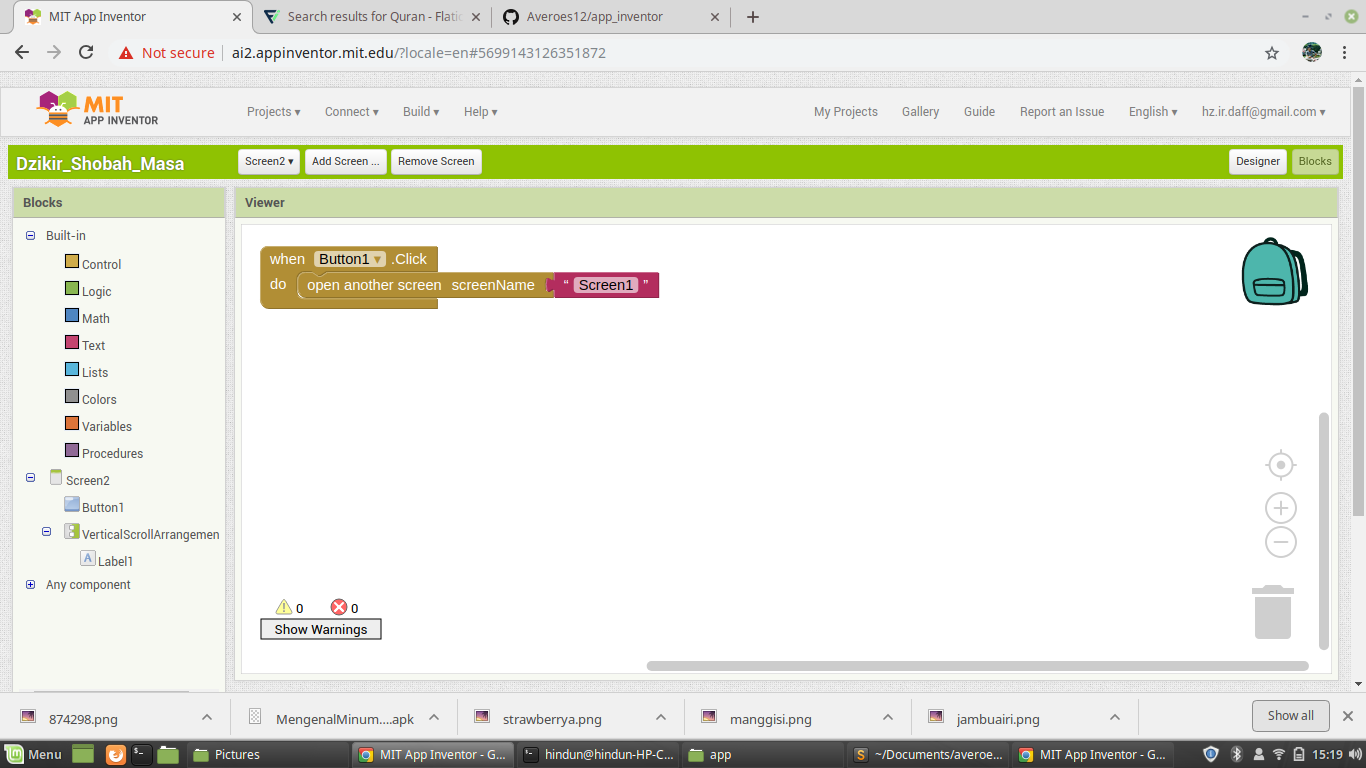 MIT App Inventor
Search results for Quran - Flatic
Averoes12/app_inventor
Not secure
ai2.appinventor.mit.edu/?locale=en#5699143126351872
MIT
APP INVENTOR
Projects ▾
Connect ▾
Build ▾
Help ▾
My Projects
Gallery
Guide
Report an Issue
English ▾
hz.ir.daff@gmail.com ▾
Dzikir_Shobah_Masa
Screen2 ▾
Add Screen ...
Remove Screen
Designer
Blocks
Blocks
Viewer
Built-in
Control
Logic
Math
Text
Lists
Colors
Variables
Procedures
Screen2
Button1
VerticalScrollArrangemen
Label1
Any component
when Button1 ▾ .Click
do open another screen screenName " Screen1 "
0 0
Show Warnings
874298.png
MengenalMinum....apk
strawberrya.png
manggisi.png
jambuairi.png
Show all
Menu
Pictures
MIT App Inventor - G...
hindun@hindun-HP-C...
app
~/Documents/averoe...
MIT App Inventor - G...
15:19